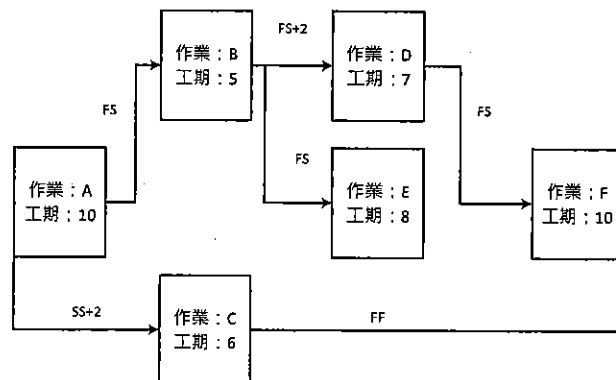 作業：B
工期：5
FS+2
作業：D
工期：7
FS
FS
FS
作業：A
工期：10
作業：E
工期：8
作業：F
工期：10
SS+2
作業：C
工期：6
FF